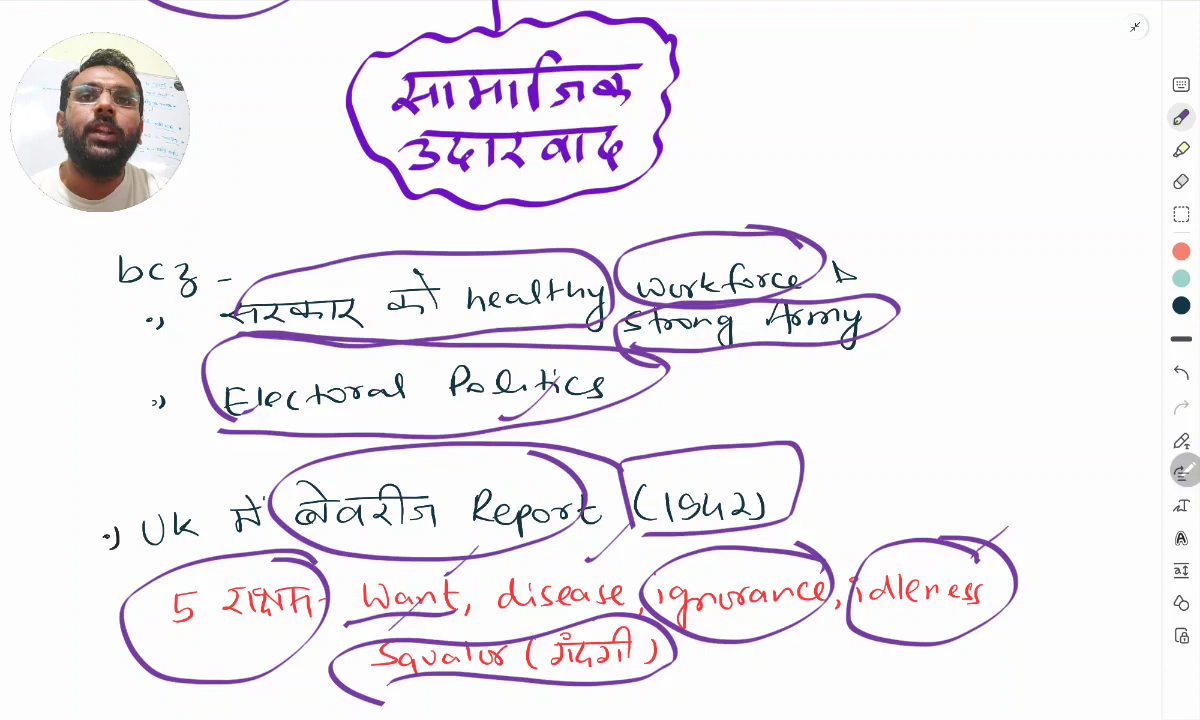 सामाजिक
उदारवाद
bcz -
सरकार को healthy workforce &
strong Army
Electoral Politics
UK में बेवरीज Report (1942)
5 राक्षस - Want, disease, ignorance, idleness
Squalor (गंदगी)